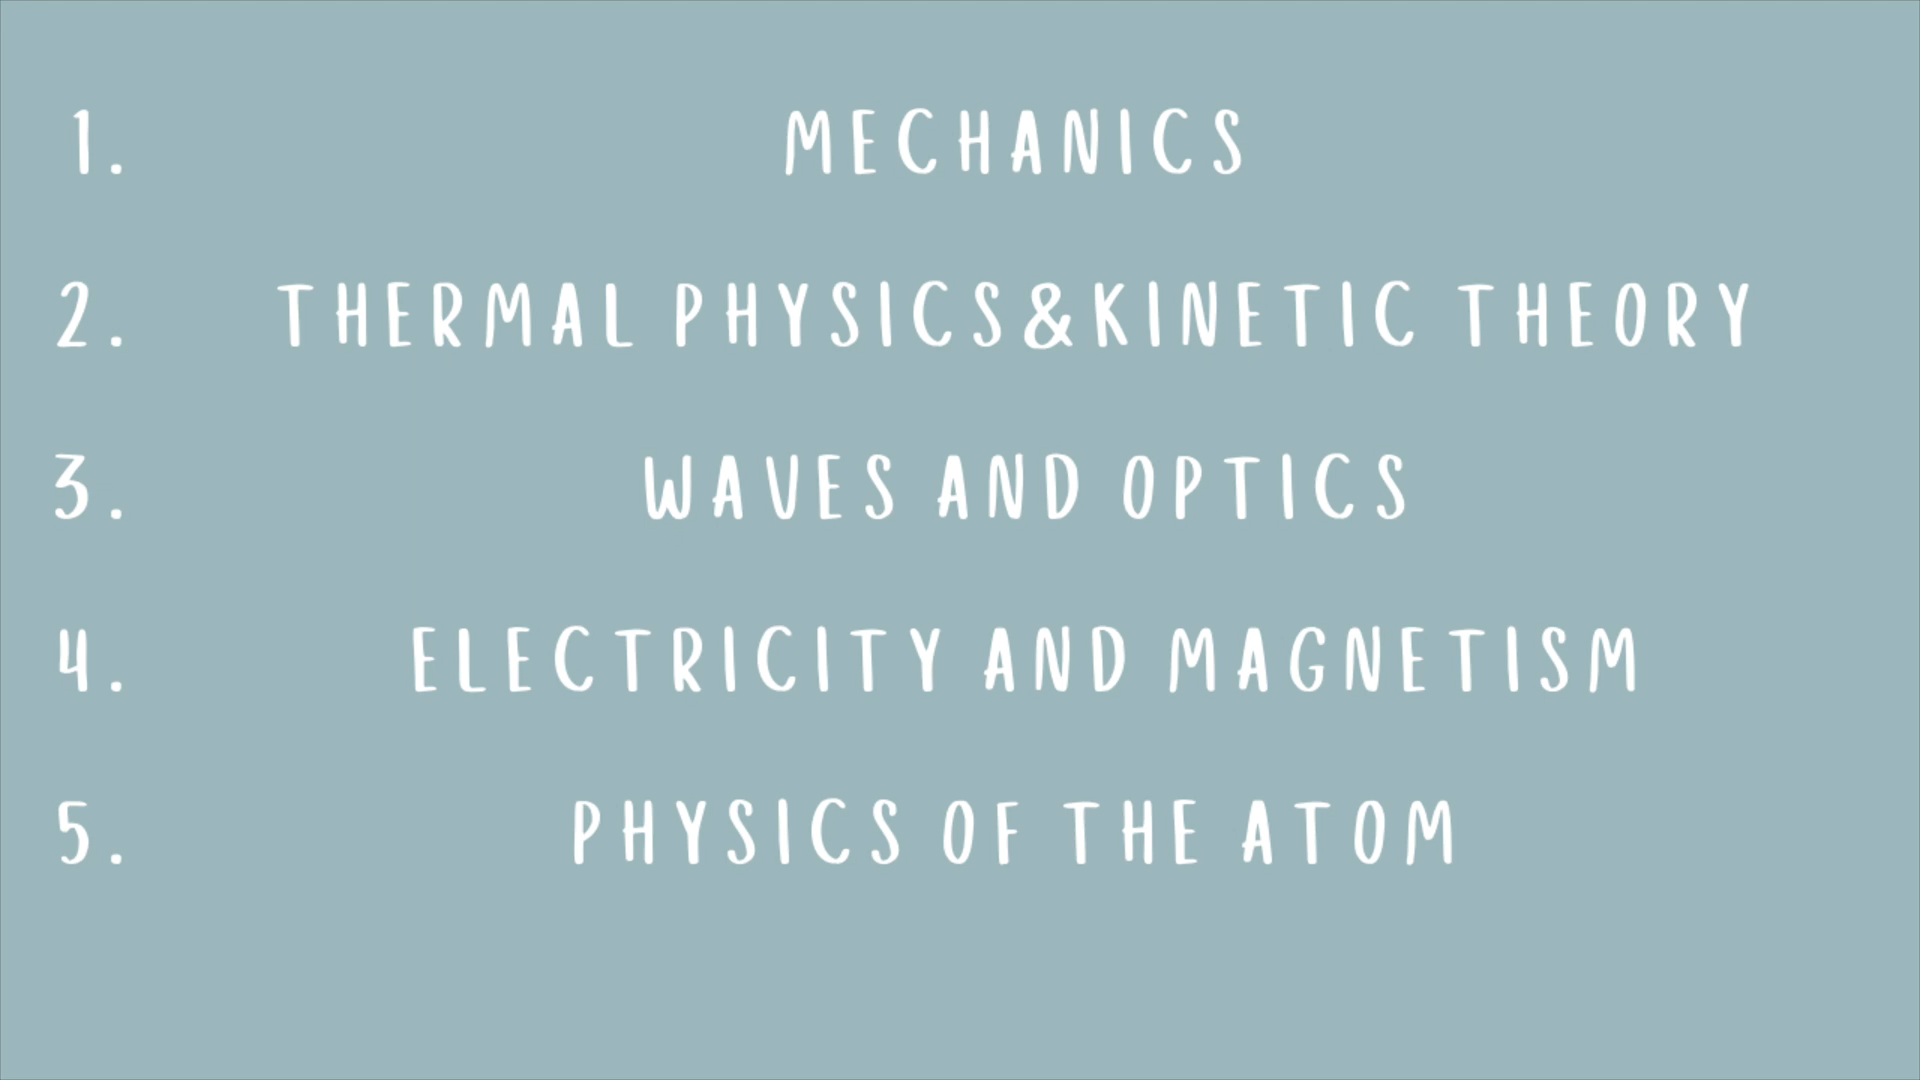 1. MECHANICS
2. THERMAL PHYSICS&KINETIC THEORY
3. WAVES AND OPTICS
4. ELECTRICITY AND MAGNETISM
5. PHYSICS OF THE ATOM